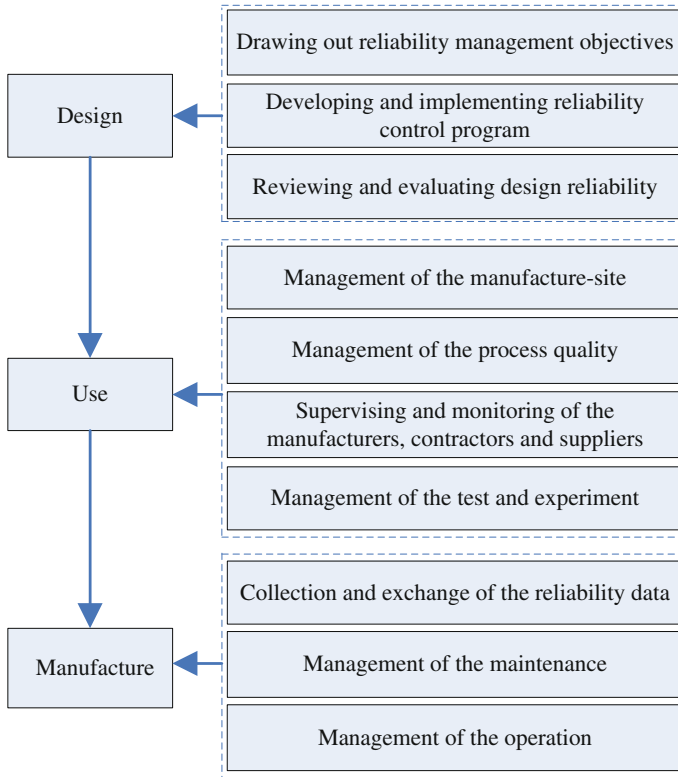 Design
Drawing out reliability management objectives
Developing and implementing reliability
control program
Reviewing and evaluating design reliability
Use
Management of the manufacture-site
Management of the process quality
Supervising and monitoring of the
manufacturers, contractors and suppliers
Management of the test and experiment
Manufacture
Collection and exchange of the reliability data
Management of the maintenance
Management of the operation